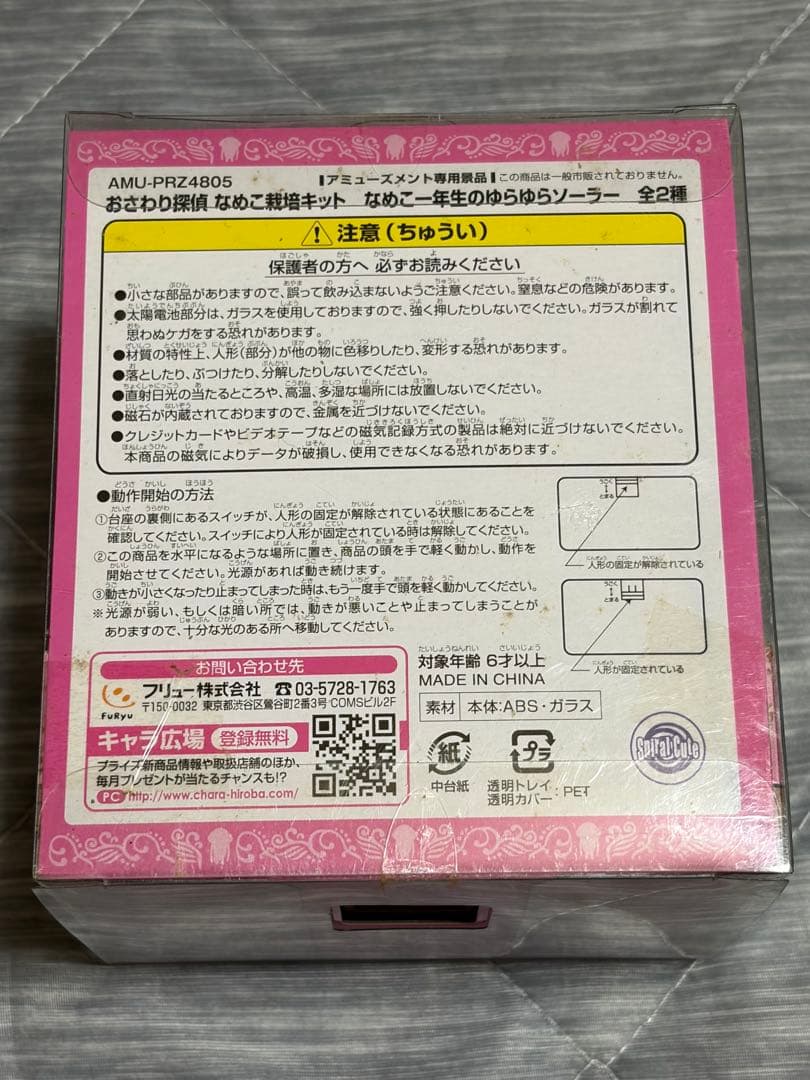 AMU-PRZ4805
アミューズメント専用景品
この商品は一般市販されておりません。
おさわり探偵 なめこ栽培キット なめこ一年生のゆらゆらソーラー 全2種
注意（ちゅうい）
保護者の方へ 必ずお読みください
●小さな部品がありますので、誤って飲み込まないようご注意ください。窒息などの危険があります。
●太陽電池部分は、ガラスを使用しておりますので、強く押したりしないでください。ガラスが割れて
思わぬケガをする恐れがあります。
●材質の特性上、人形（部分）が他の物に色移りしたり、変形する恐れがあります。
●落としたり、ぶつけたり、分解したりしないでください。
●直射日光の当たるところや、高温、多湿な場所には放置しないでください。
●磁石が内蔵されておりますので、金属を近づけないでください。
●クレジットカードやビデオテープなどの磁気記録方式の製品は絶対に近づけないでください。
本商品の磁気によりデータが破損し、使用できなくなる恐れがあります。
●動作開始の方法
①台座の裏側にあるスイッチが、人形の固定が解除されている状態にあることを
確認してください。スイッチにより人形が固定されている時は解除してください。
②この商品を水平になるような場所に置き、商品の頭を手で軽く動かし、動作を
開始させてください。光源があれば動き続けます。
③動きが小さくなったり止まってしまった時は、もう一度手で頭を軽く動かしてください。
※光源が弱い、もしくは暗い所では、動きが悪いことや止まってしまうことが
ありますので、十分な光のある所へ移動してください。
うごく
とまる
人形の固定が解除されている
うごく
とまる
人形が固定されている
お問い合わせ先
FuRyu
フリュー株式会社 ☎03-5728-1763
〒150-0032 東京都渋谷区鶯谷町2番3号 COMSビル2F
キャラ広場 登録無料
プライズ新商品情報や取扱店舗のほか、
毎月プレゼントが当たるチャンスも!?
PC http://www.chara-hiroba.com/
対象年齢 6才以上
MADE IN CHINA
素材 本体:ABS・ガラス
紙
中台紙
プラ
透明トレイ
透明カバー:PET
Spiral Cute